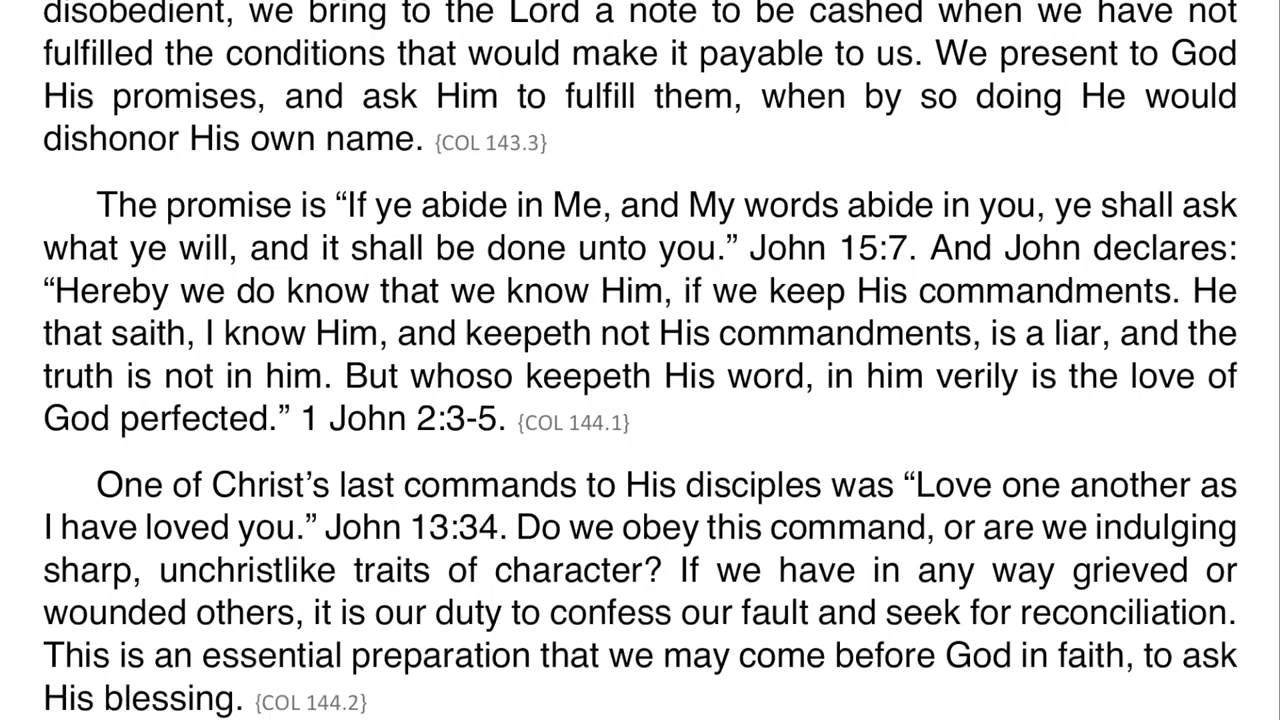 disobedient, we bring to the Lord a note to be cashed when we have not
fulfilled the conditions that would make it payable to us. We present to God
His promises, and ask Him to fulfill them, when by so doing He would
dishonor His own name. {COL 143.3}
The promise is “If ye abide in Me, and My words abide in you, ye shall ask
what ye will, and it shall be done unto you.” John 15:7. And John declares:
“Hereby we do know that we know Him, if we keep His commandments. He
that saith, I know Him, and keepeth not His commandments, is a liar, and the
truth is not in him. But whoso keepeth His word, in him verily is the love of
God perfected.” 1 John 2:3-5. {COL 144.1}
One of Christ’s last commands to His disciples was “Love one another as
I have loved you.” John 13:34. Do we obey this command, or are we indulging
sharp, unchristlike traits of character? If we have in any way grieved or
wounded others, it is our duty to confess our fault and seek for reconciliation.
This is an essential preparation that we may come before God in faith, to ask
His blessing. {COL 144.2}